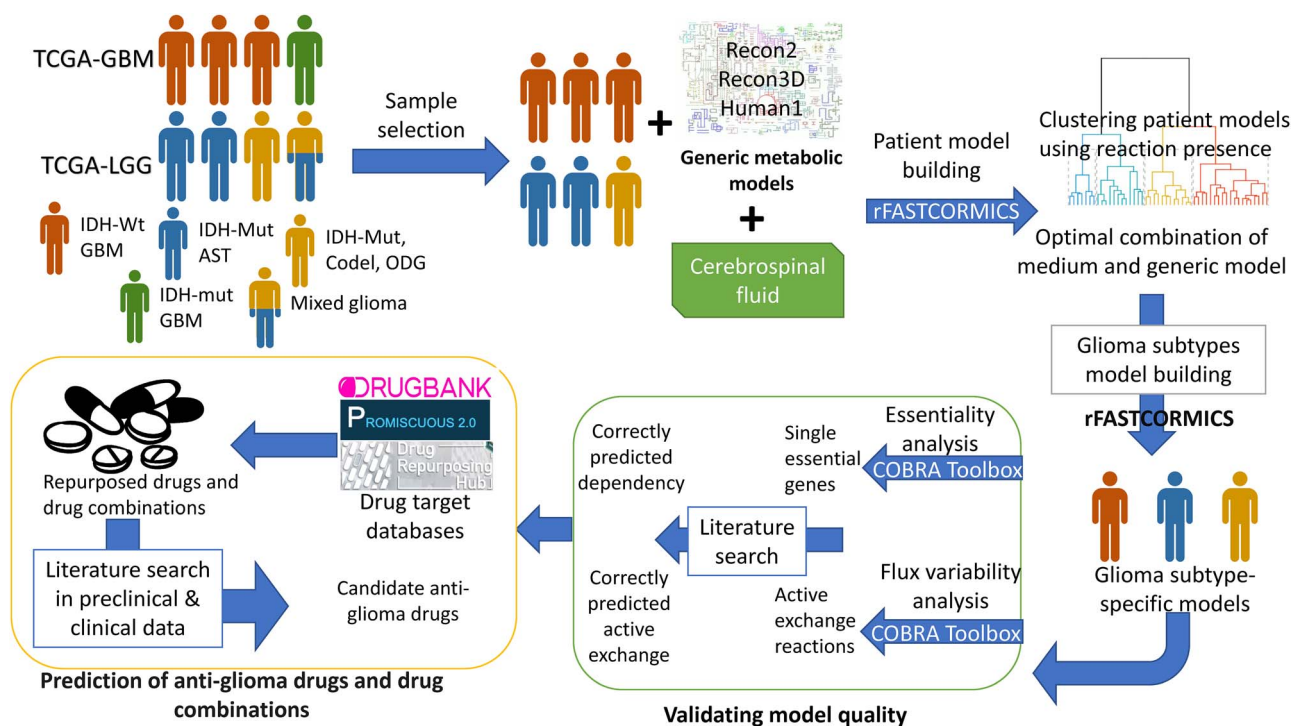 TCGA-GBM
TCGA-LGG
IDH-Wt
GBM
IDH-Mut
AST
IDH-Mut,
Codel, ODG
IDH-mut
GBM
Mixed glioma
Sample
selection
Recon2
Recon3D
Human1
Generic metabolic
models
Cerebrospinal
fluid
Patient model
building
rFASTCORMICS
Clustering patient models
using reaction presence
Optimal combination of
medium and generic model
Glioma subtypes
model building
rFASTCORMICS
Glioma subtype-
specific models
Essentiality
analysis
COBRA Toolbox
Flux variability
analysis
COBRA Toolbox
Single
essential
genes
Active
exchange
reactions
Literature
search
Correctly
predicted
dependency
Correctly
predicted
active
exchange
Validating model quality
DRUGBANK
PROMISCUOUS 2.0
Drug
Repurposing
Hub
Drug target
databases
Repurposed drugs and
drug combinations
Literature search
in preclinical &
clinical data
Candidate anti-
glioma drugs
Prediction of anti-glioma drugs and drug
combinations